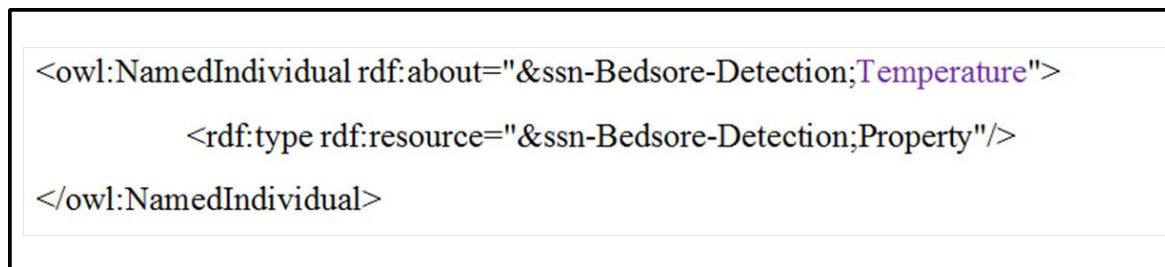 <owl:NamedIndividual rdf:about="&ssn-Bedsore-Detection;Temperature">
<rdf:type rdf:resource="&ssn-Bedsore-Detection;Property"/>
</owl:NamedIndividual>